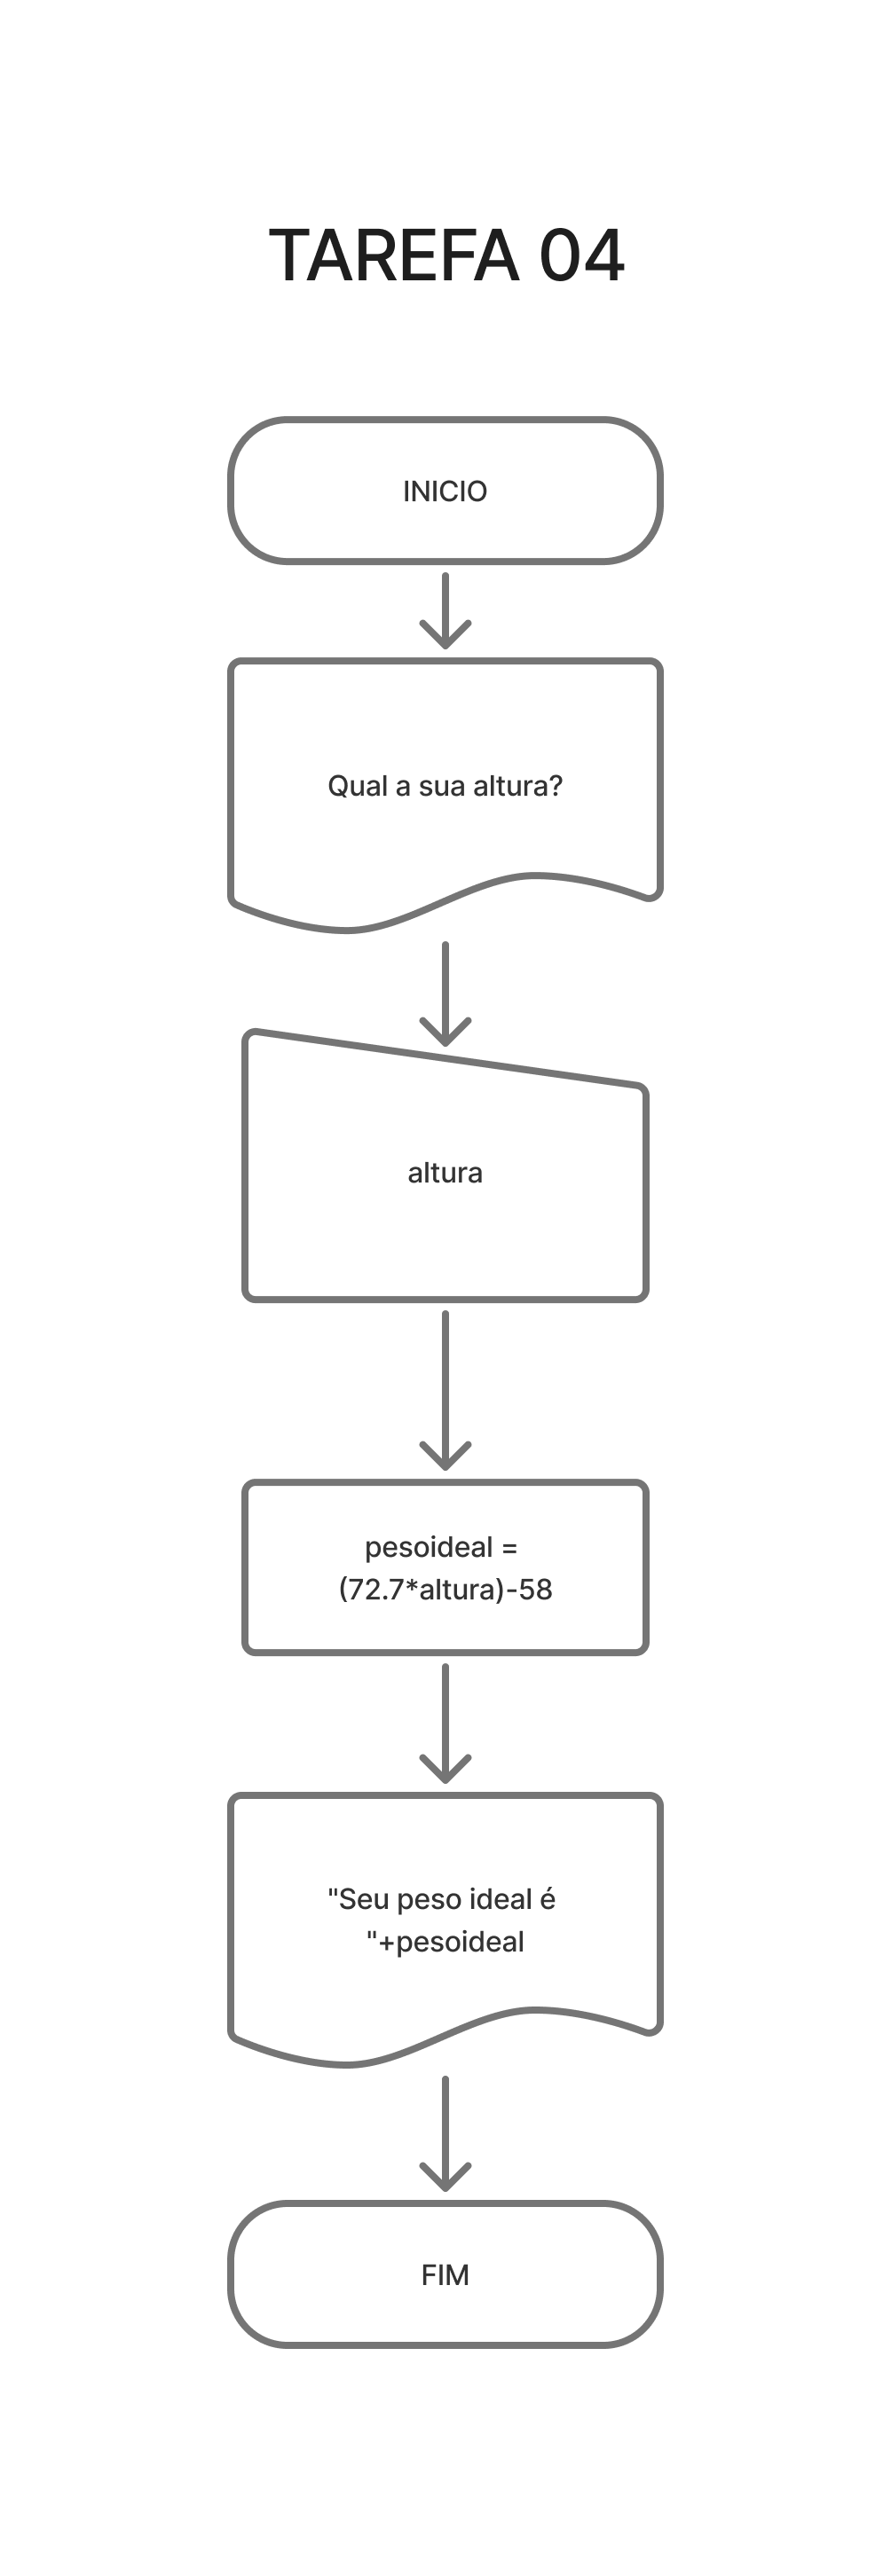 TAREFA 04
INICIO
Qual a sua altura?
altura
pesoideal =
(72.7*altura)-58
"Seu peso ideal é
"+pesoideal
FIM